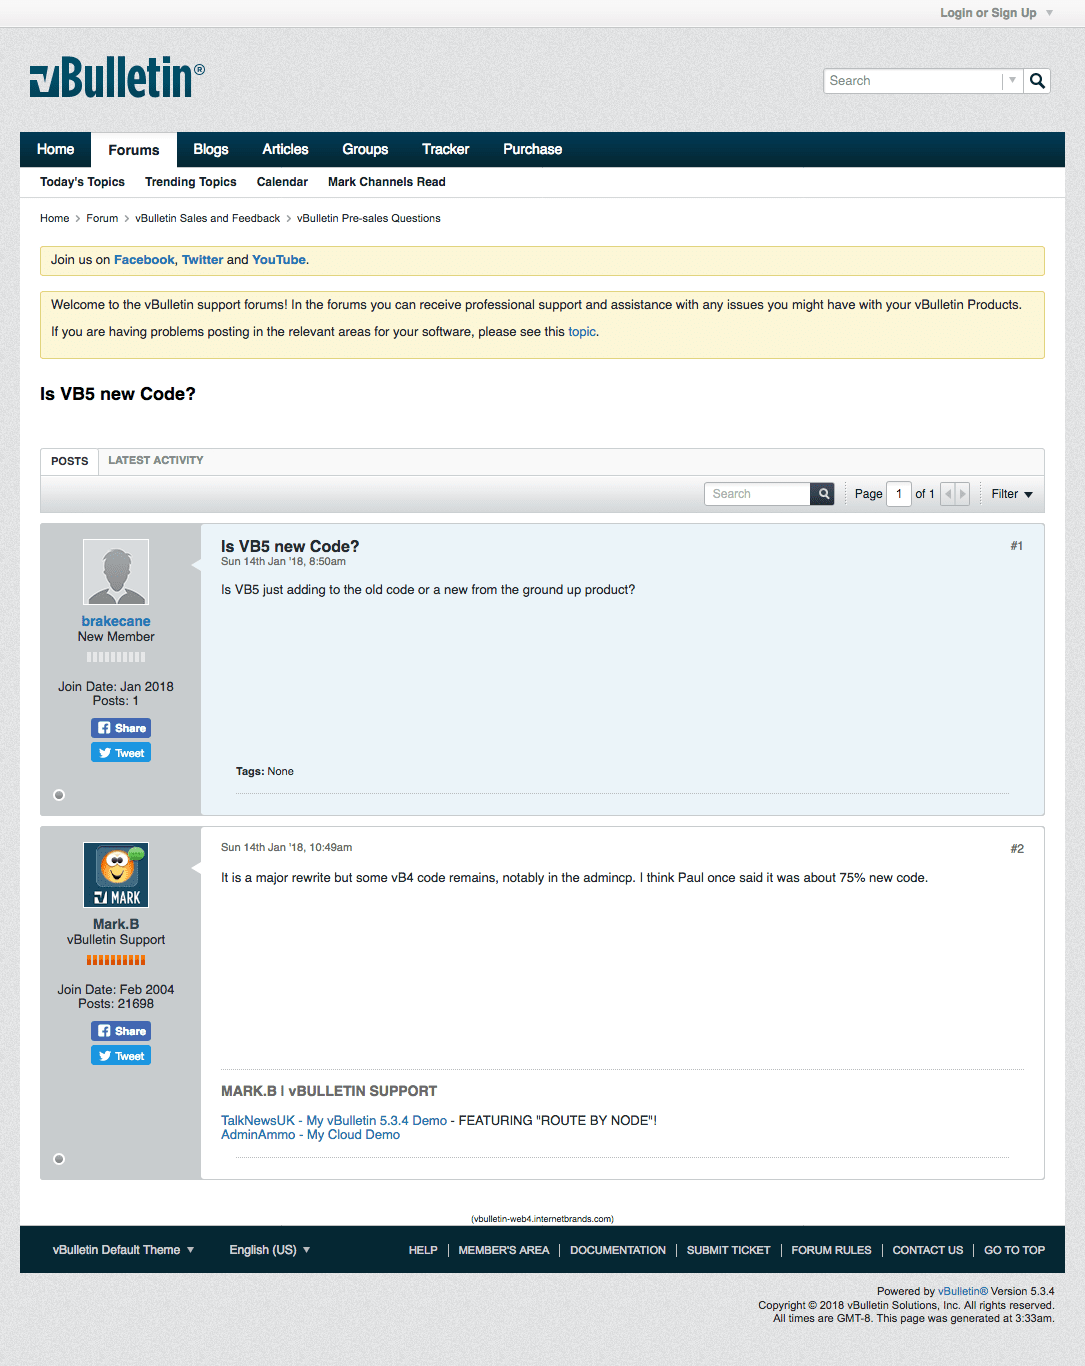 Login or Sign Up
vBulletin®
Search
Home Forums Blogs Articles Groups Tracker Purchase
Today's Topics Trending Topics Calendar Mark Channels Read
Home > Forum > vBulletin Sales and Feedback > vBulletin Pre-sales Questions
Join us on Facebook, Twitter and YouTube.
Welcome to the vBulletin support forums! In the forums you can receive professional support and assistance with any issues you might have with your vBulletin Products.
If you are having problems posting in the relevant areas for your software, please see this topic.
Is VB5 new Code?
POSTS LATEST ACTIVITY
Search Page 1 of 1 Filter
Is VB5 new Code? #1
Sun 14th Jan '18, 8:50am
Is VB5 just adding to the old code or a new from the ground up product?
brakecane
New Member
Join Date: Jan 2018
Posts: 1
Share
Tweet
Tags: None
Sun 14th Jan '18, 10:49am #2
It is a major rewrite but some vB4 code remains, notably in the admincp. I think Paul once said it was about 75% new code.
MARK
Mark.B
vBulletin Support
Join Date: Feb 2004
Posts: 21698
Share
Tweet
MARK.B | vBULLETIN SUPPORT
TalkNewsUK - My vBulletin 5.3.4 Demo - FEATURING "ROUTE BY NODE"!
AdminAmmo - My Cloud Demo
(vbulletin-web4.internetbrands.com)
vBulletin Default Theme English (US) HELP | MEMBER'S AREA | DOCUMENTATION | SUBMIT TICKET | FORUM RULES | CONTACT US | GO TO TOP
Powered by vBulletin® Version 5.3.4
Copyright © 2018 vBulletin Solutions, Inc. All rights reserved.
All times are GMT-8. This page was generated at 3:33am.